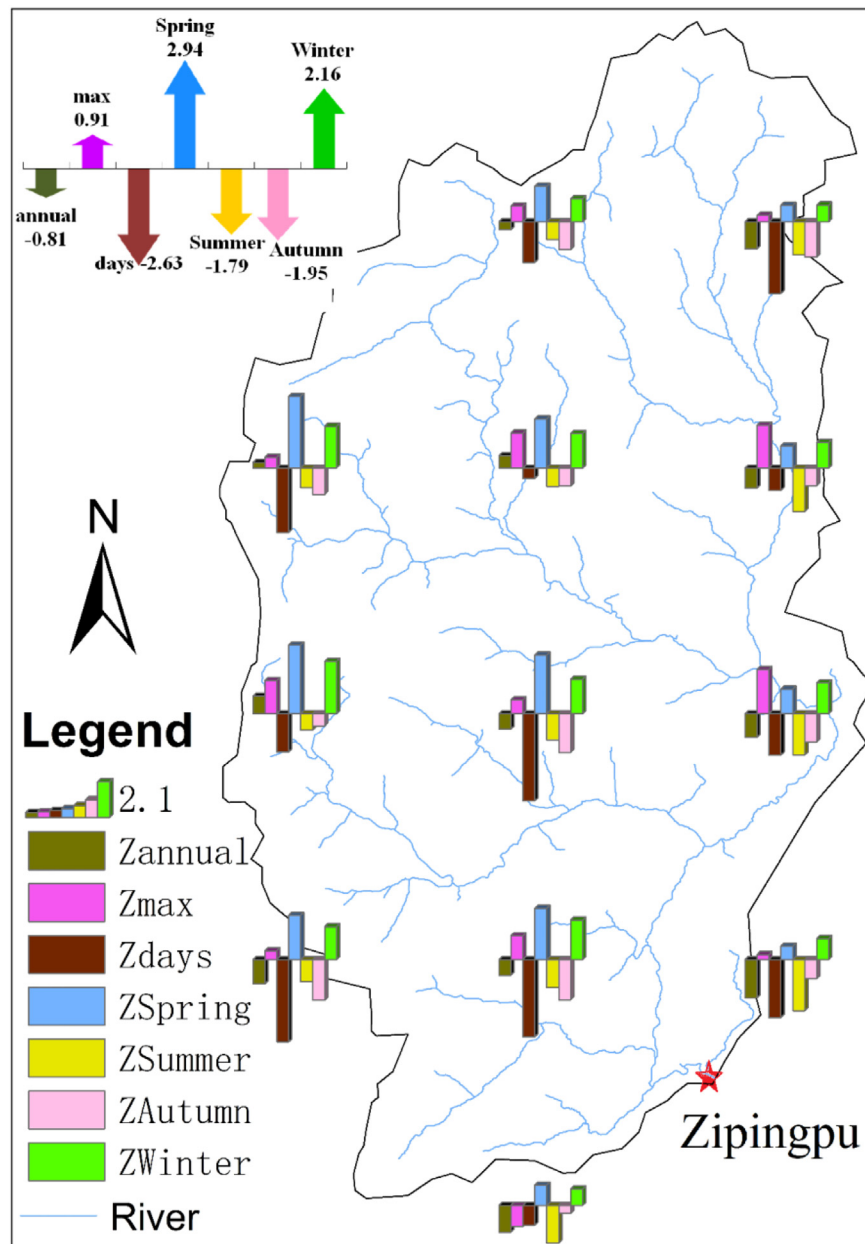 Spring
2.94
Winter
2.16
max
0.91
annual
-0.81
days -2.63
Summer
-1.79
Autumn
-1.95
N
Legend
2.1
Zannual
Zmax
Zdays
ZSpring
ZSummer
ZAutumn
ZWinter
River
Zipingpu